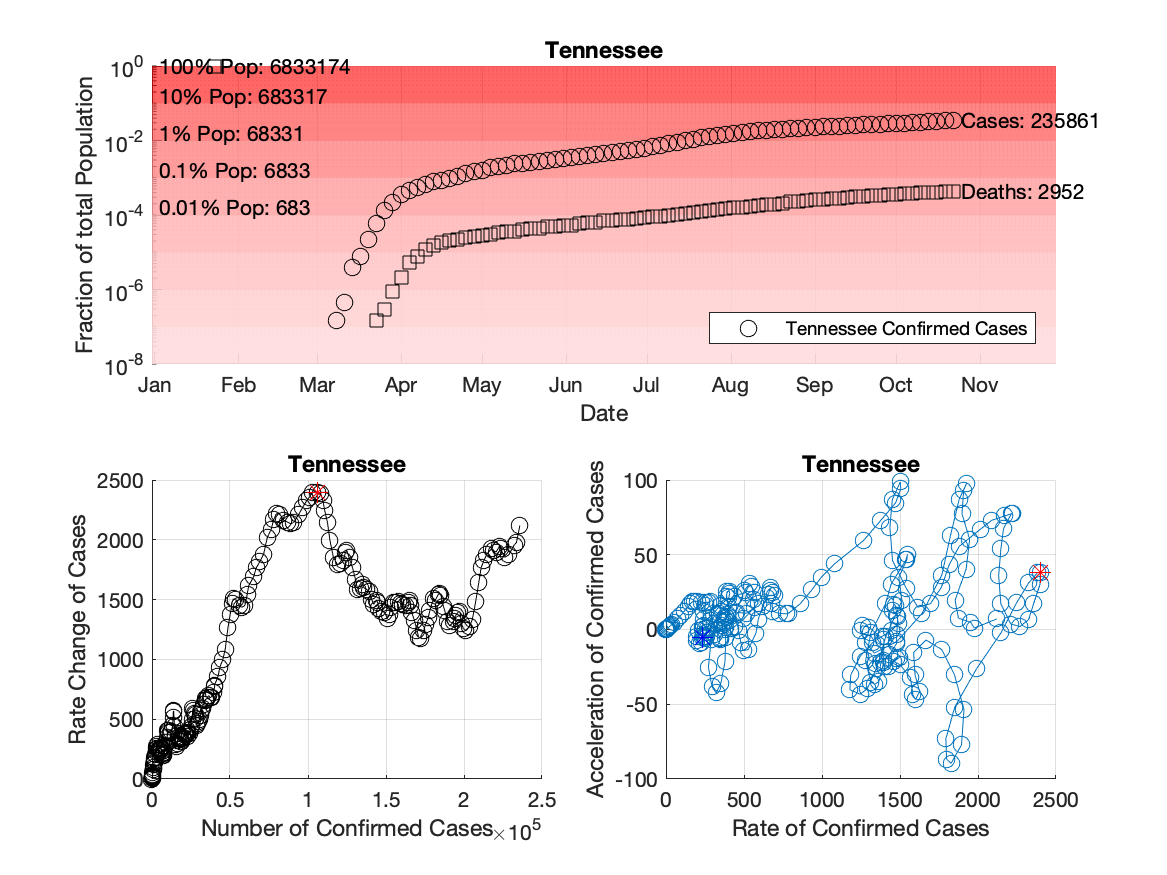 Tennessee
Fraction of total Population
10^0
10^-2
10^-4
10^-6
10^-8
100% Pop: 6833174
10% Pop: 683317
1% Pop: 68331
0.1% Pop: 6833
0.01% Pop: 683
Cases: 235861
Deaths: 2952
Tennessee Confirmed Cases
Jan Feb Mar Apr May Jun Jul Aug Sep Oct Nov
Date
Tennessee
Rate Change of Cases
2500
2000
1500
1000
500
0
0 0.5 1 1.5 2 2.5
Number of Confirmed Cases ×10^5
Tennessee
Acceleration of Confirmed Cases
100
50
0
-50
-100
0 500 1000 1500 2000 2500
Rate of Confirmed Cases